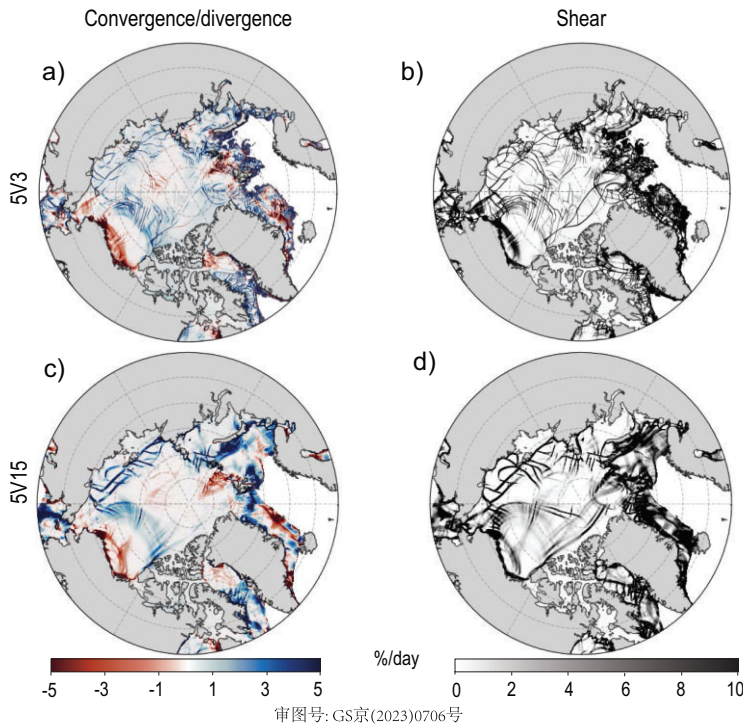 Convergence/divergence
Shear
a)
b)
5V3
c)
d)
5V15
%/day
-5 -3 -1 1 3 5
0 2 4 6 8 10
审图号: GS京(2023)0706号